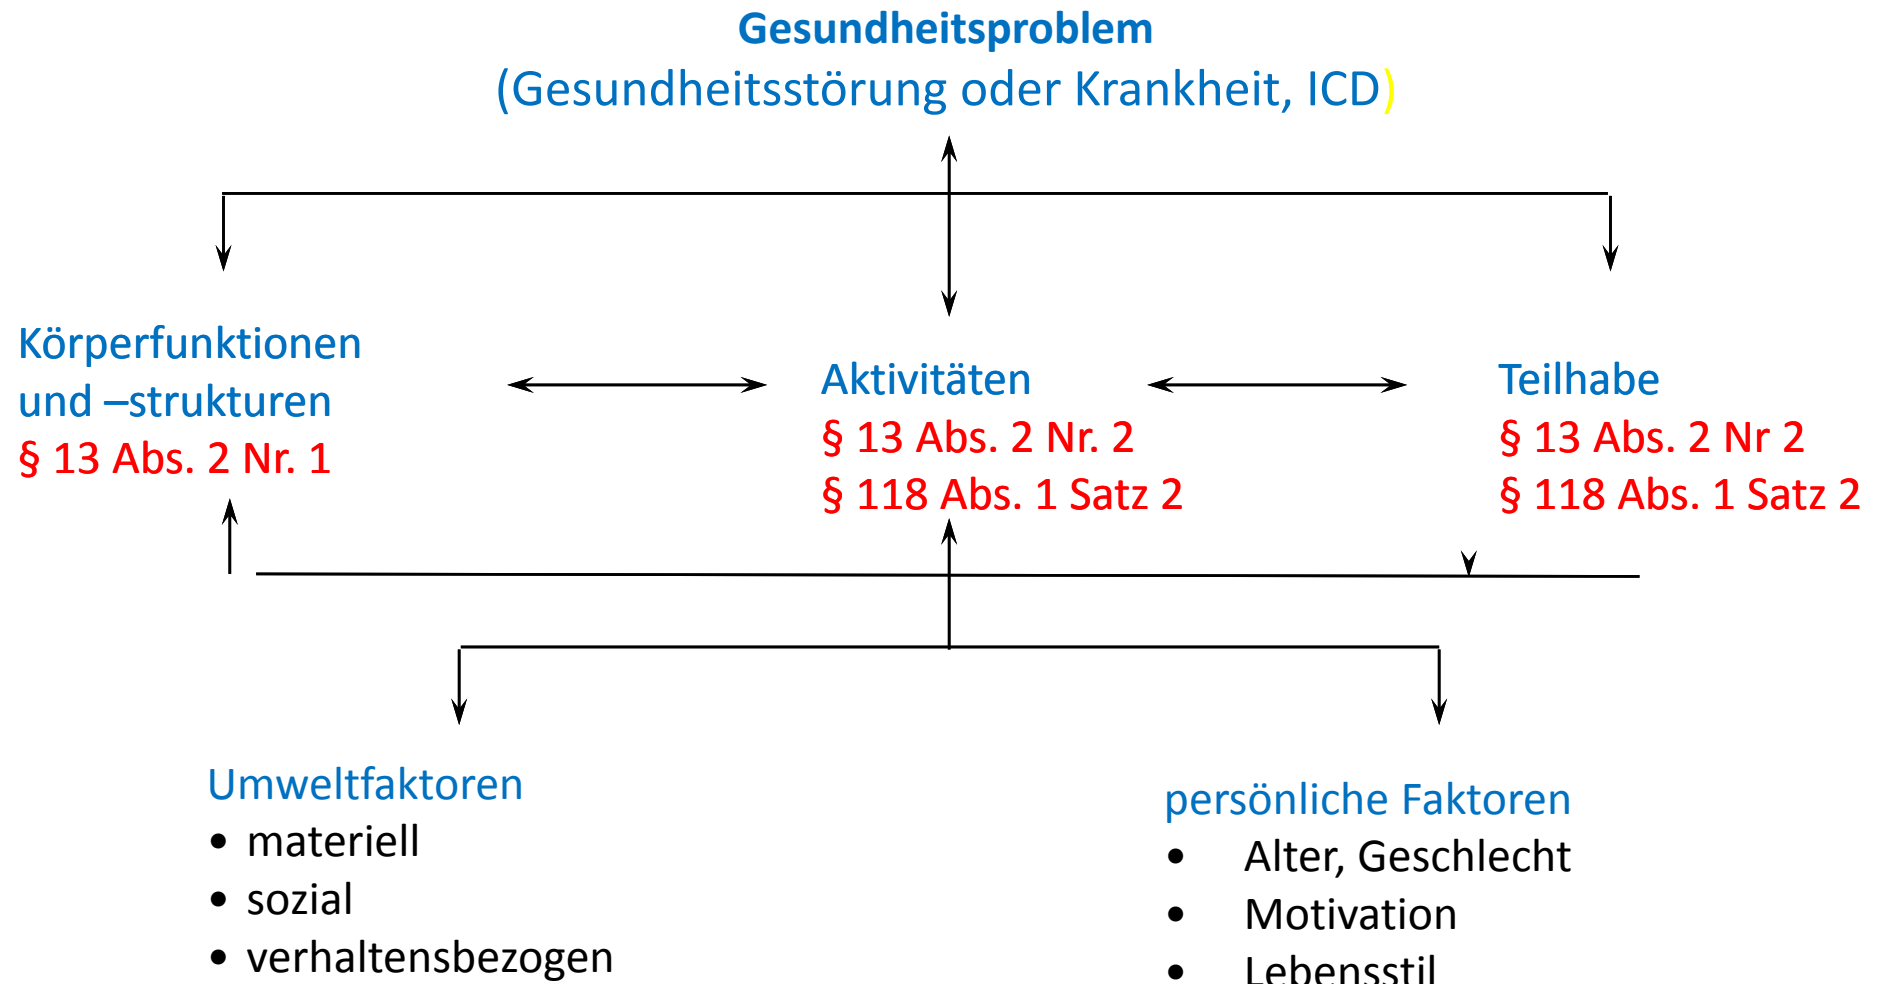 Gesundheitsproblem
(Gesundheitsstörung oder Krankheit, ICD)
Körperfunktionen
und –strukturen
§ 13 Abs. 2 Nr. 1
Aktivitäten
§ 13 Abs. 2 Nr. 2
§ 118 Abs. 1 Satz 2
Teilhabe
§ 13 Abs. 2 Nr 2
§ 118 Abs. 1 Satz 2
Umweltfaktoren
• materiell
• sozial
• verhaltensbezogen
persönliche Faktoren
• Alter, Geschlecht
• Motivation
• Lebensstil